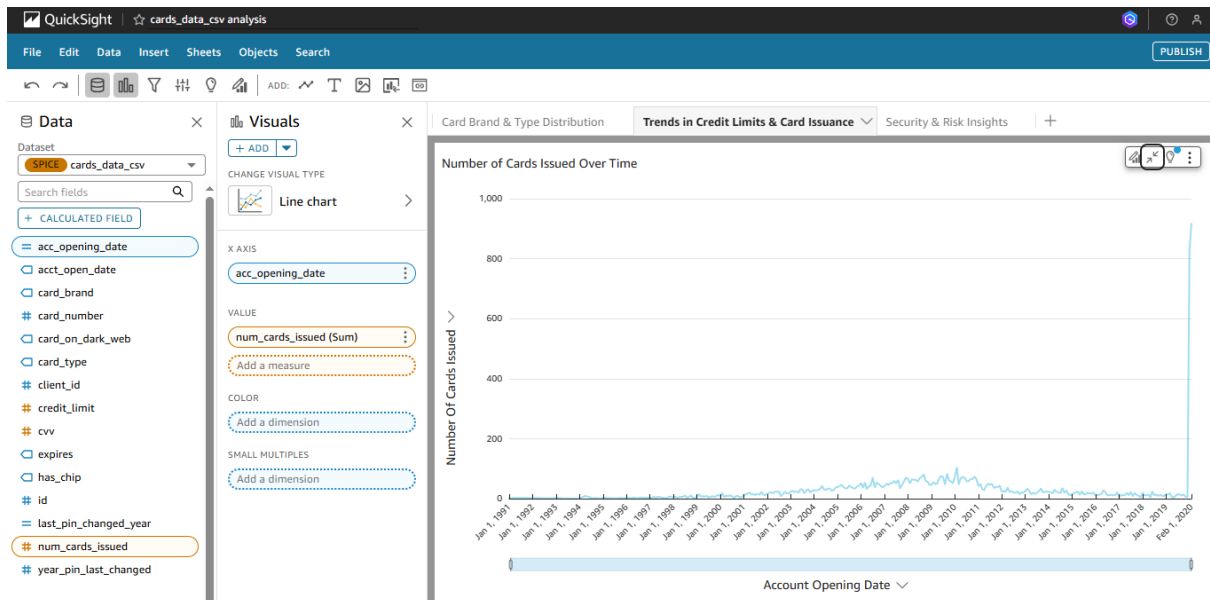 QuickSight cards_data_csv analysis
File Edit Data Insert Sheets Objects Search PUBLISH
ADD:
Data
Dataset
SPICE cards_data_csv
Search fields
+ CALCULATED FIELD
acc_opening_date
acct_open_date
card_brand
# card_number
card_on_dark_web
card_type
# client_id
# credit_limit
# cvv
expires
has_chip
# id
last_pin_changed_year
# num_cards_issued
# year_pin_last_changed
Visuals
+ ADD
CHANGE VISUAL TYPE
Line chart
X AXIS
acc_opening_date
VALUE
num_cards_issued (Sum)
Add a measure
COLOR
Add a dimension
SMALL MULTIPLES
Add a dimension
Card Brand & Type Distribution Trends in Credit Limits & Card Issuance Security & Risk Insights +
Number of Cards Issued Over Time
Number Of Cards Issued
1,000
800
600
400
200
0
Jan 1, 1991
Jan 1, 1992
Jan 1, 1993
Jan 1, 1994
Jan 1, 1995
Jan 1, 1996
Jan 1, 1997
Jan 1, 1998
Jan 1, 1999
Jan 1, 2000
Jan 1, 2001
Jan 1, 2002
Jan 1, 2003
Jan 1, 2004
Jan 1, 2005
Jan 1, 2006
Jan 1, 2007
Jan 1, 2008
Jan 1, 2009
Jan 1, 2010
Jan 1, 2011
Jan 1, 2012
Jan 1, 2013
Jan 1, 2014
Jan 1, 2015
Jan 1, 2016
Jan 1, 2017
Jan 1, 2018
Jan 1, 2019
Feb 1, 2020
Account Opening Date